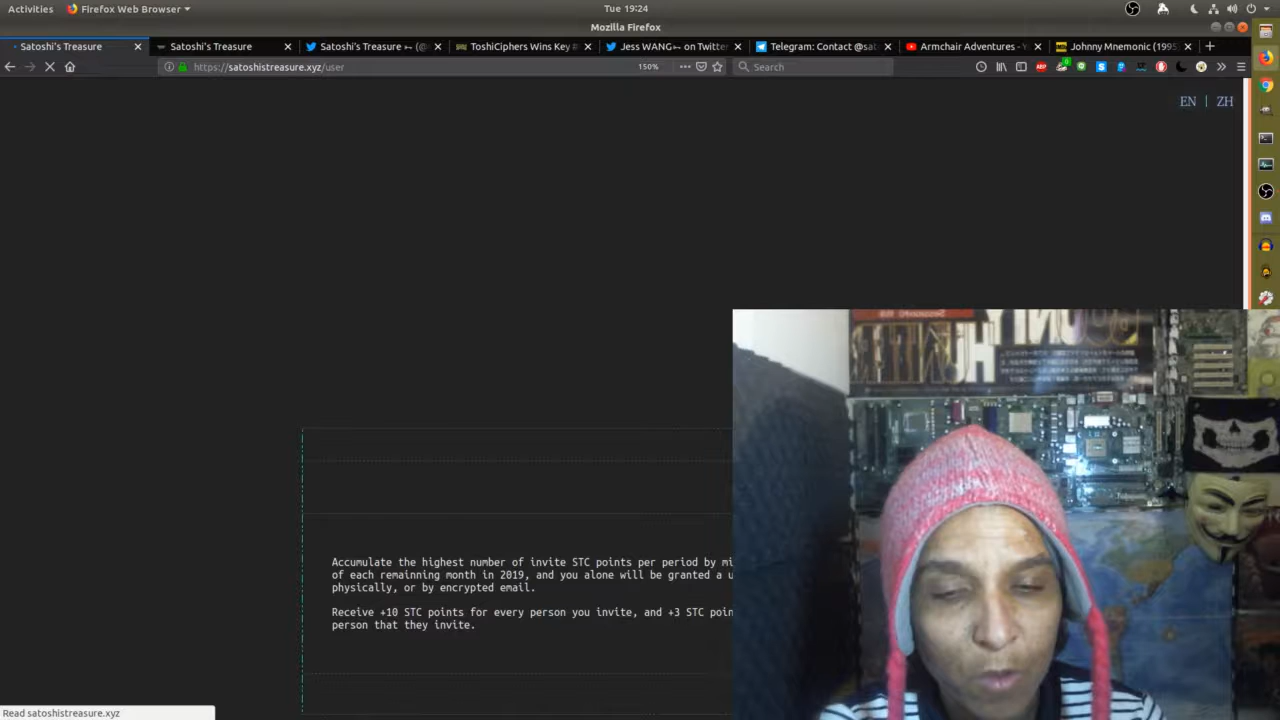 Activities
Firefox Web Browser
Tue 19:24
Mozilla Firefox
Satoshi's Treasure
Satoshi's Treasure
Satoshi's Treasure
ToshiCiphers Wins Key #
Jess WANG
on Twitter
Telegram: Contact @sat
Armchair Adventures - Y
Johnny Mnemonic (1995
https://satoshistreasure.xyz/user
150%
Search
EN | ZH
Accumulate the highest number of invite STC points per period by mi
of each remainning month in 2019, and you alone will be granted a u
physically, or by encrypted email.
Receive +10 STC points for every person you invite, and +3 STC poin
person that they invite.
Read satoshistreasure.xyz